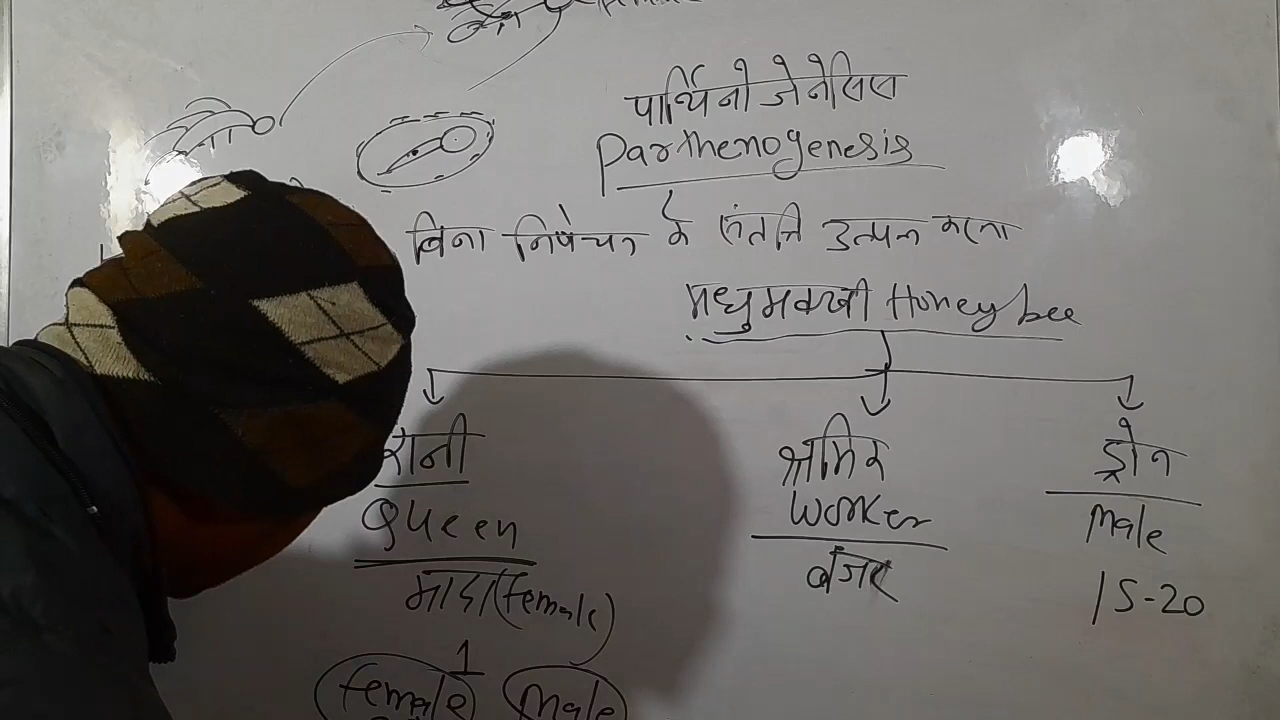 पार्थिनोजेनेसिस
Parthenogenesis
बिना निषेचन के संतति उत्पन्न करना
मधुमक्खी Honey bee
रानी
Queen
मादा (Female)
1
female male
श्रमिक
Worker
बंजर
ड्रोन
male
15-20